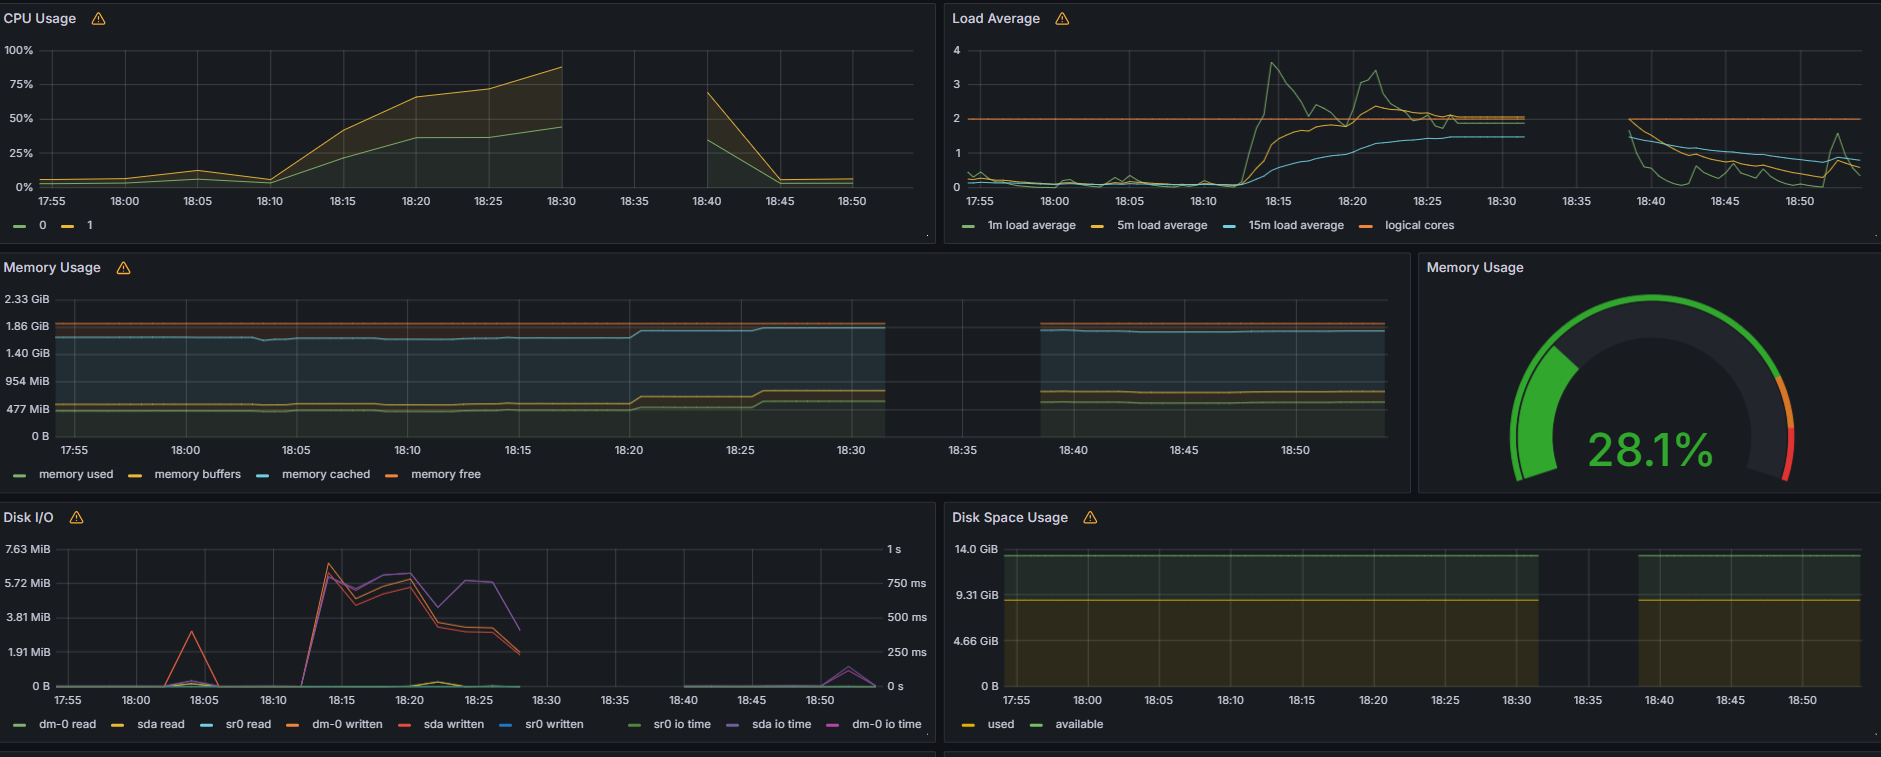 CPU Usage
100%
75%
50%
25%
0%
17:55 18:00 18:05 18:10 18:15 18:20 18:25 18:30 18:35 18:40 18:45 18:50
0 1
Load Average
4
3
2
1
0
17:55 18:00 18:05 18:10 18:15 18:20 18:25 18:30 18:35 18:40 18:45 18:50
1m load average 5m load average 15m load average logical cores
Memory Usage
2.33 GiB
1.86 GiB
1.40 GiB
954 MiB
477 MiB
0 B
17:55 18:00 18:05 18:10 18:15 18:20 18:25 18:30 18:35 18:40 18:45 18:50
memory used memory buffers memory cached memory free
Memory Usage
28.1%
Disk I/O
7.63 MiB 1 s
5.72 MiB 750 ms
3.81 MiB 500 ms
1.91 MiB 250 ms
0 B 0 s
17:55 18:00 18:05 18:10 18:15 18:20 18:25 18:30 18:35 18:40 18:45 18:50
dm-0 read sda read sr0 read dm-0 written sda written sr0 written sr0 io time sda io time dm-0 io time
Disk Space Usage
14.0 GiB
9.31 GiB
4.66 GiB
0 B
17:55 18:00 18:05 18:10 18:15 18:20 18:25 18:30 18:35 18:40 18:45 18:50
used available